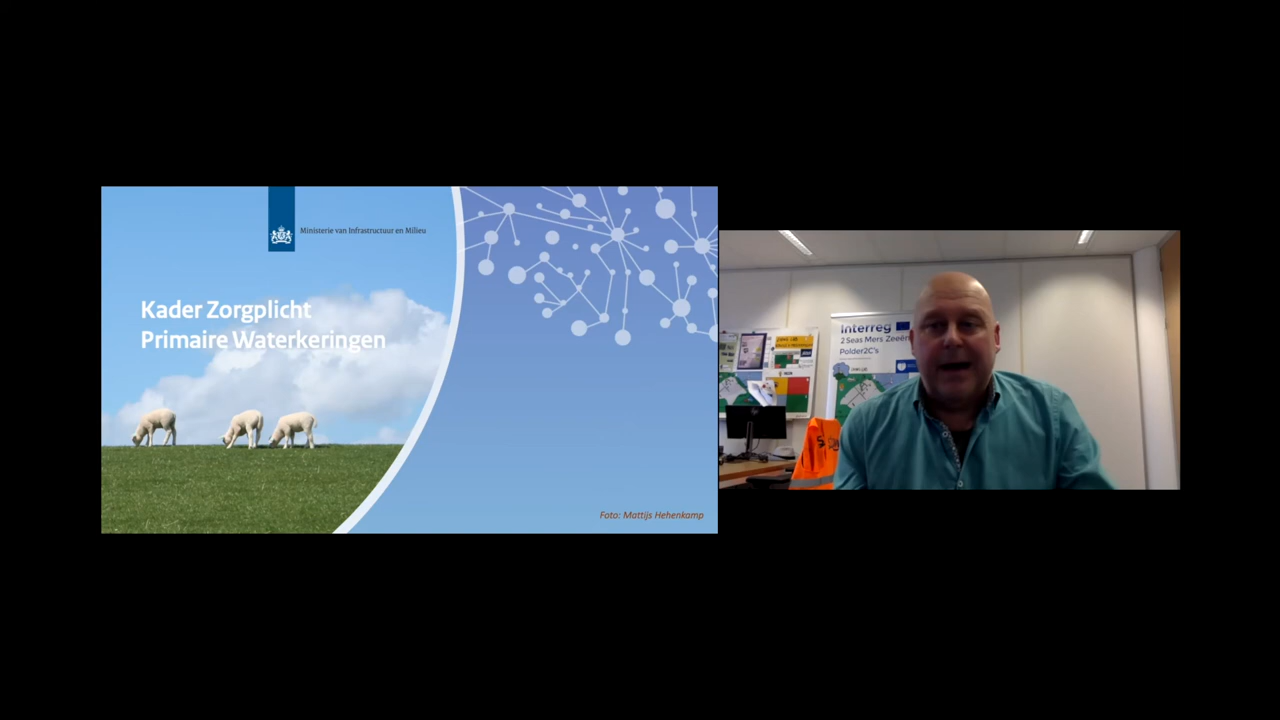 Ministerie van Infrastructuur en Milieu
Kader Zorgplicht
Primaire Waterkeringen
Foto: Mattijs Hehenkamp
Interreg
2 Seas Mers Zeeën
Polder2C's